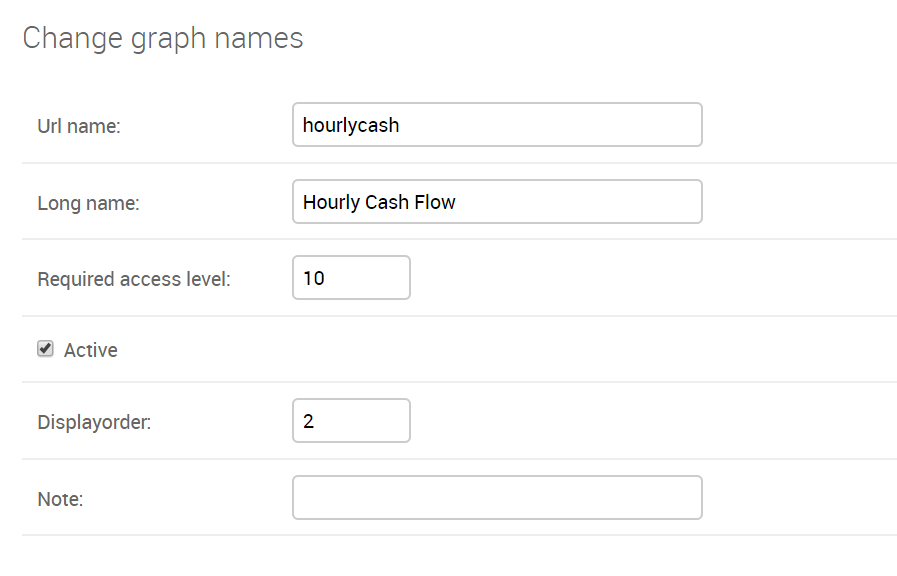 Change graph names
Url name: hourlycash
Long name: Hourly Cash Flow
Required access level: 10
Active
Displayorder: 2
Note: